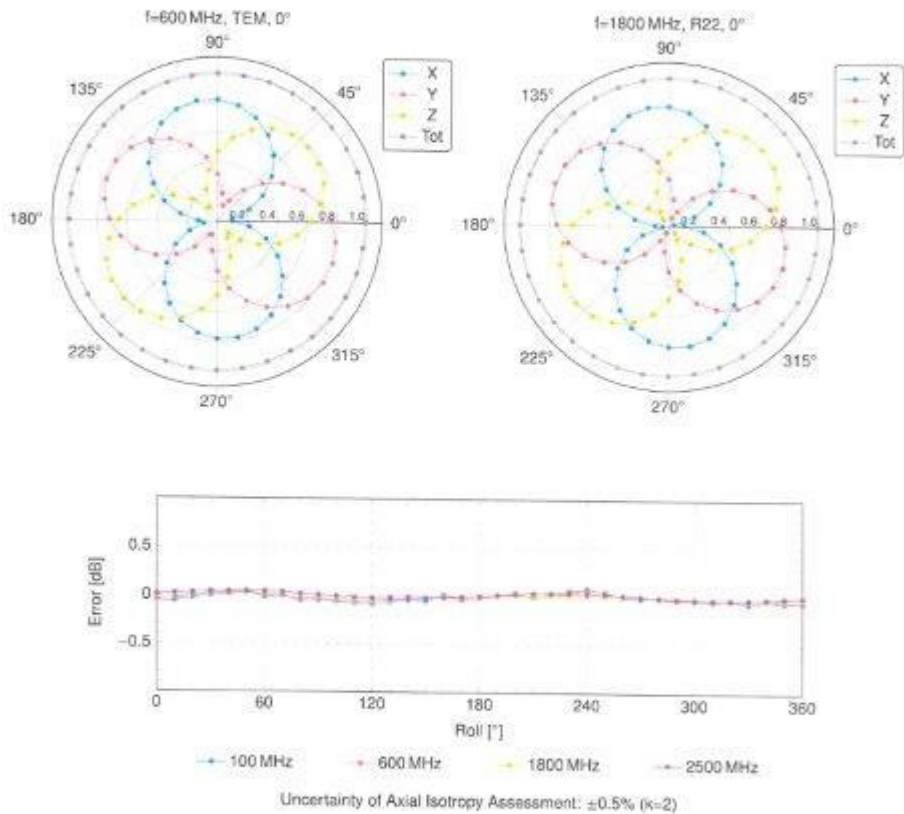 f=600 MHz, TEM, 0°
90°
135°
45°
X
Y
Z
Tot
180°
0.2 0.4 0.6 0.8 1.0
0°
225°
315°
270°
f=1800 MHz, R22, 0°
90°
135°
45°
X
Y
Z
Tot
180°
0.2 0.4 0.6 0.8 1.0
0°
225°
315°
270°
Error [dB]
0.5
0
−0.5
0 60 120 180 240 300 360
Roll [°]
100 MHz 600 MHz 1800 MHz 2500 MHz
Uncertainty of Axial Isotropy Assessment: ±0.5% (k=2)